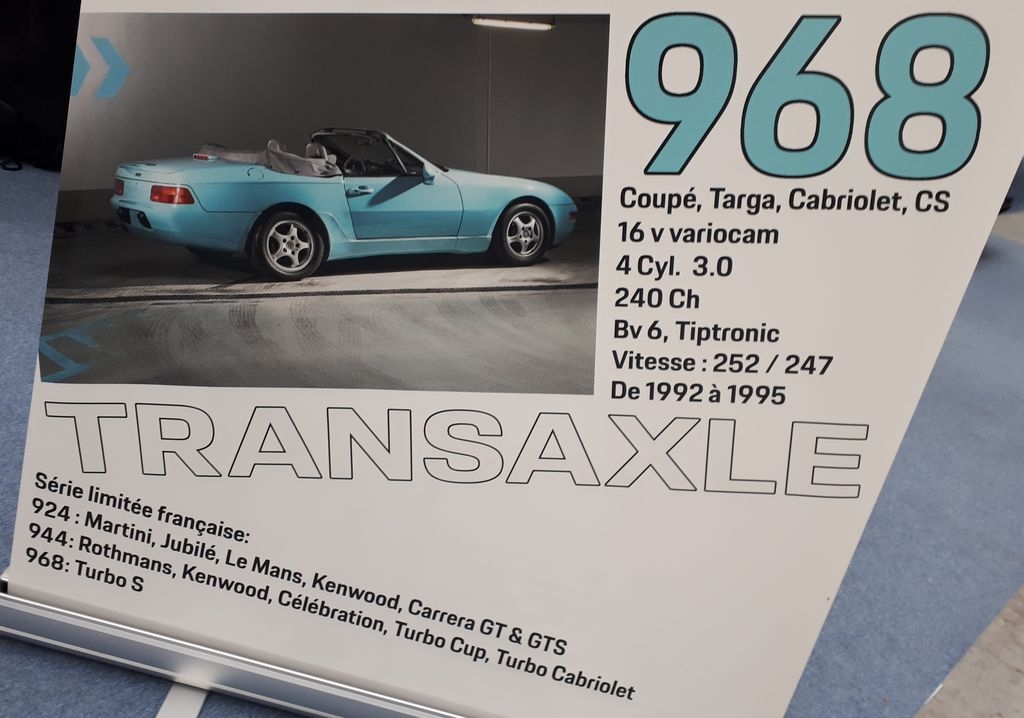 968
Coupé, Targa, Cabriolet, CS
16 v variocam
4 Cyl. 3.0
240 Ch
Bv 6, Tiptronic
Vitesse : 252 / 247
De 1992 à 1995
TRANSAXLE
Série limitée française:
924 : Martini, Jubilé, Le Mans, Kenwood, Carrera GT & GTS
944: Rothmans, Kenwood, Célébration, Turbo Cup, Turbo Cabriolet
968: Turbo S